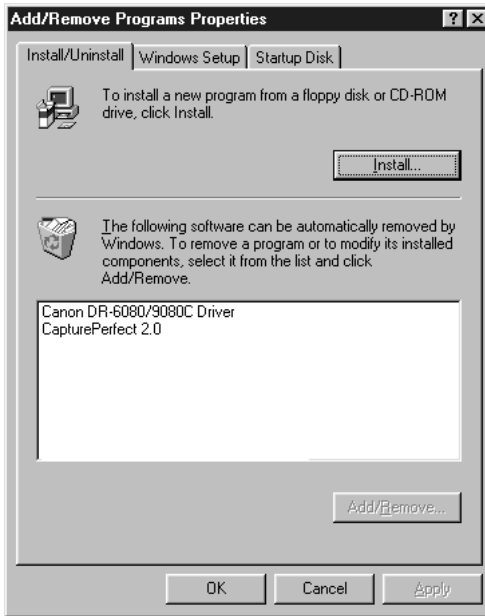 Add/Remove Programs Properties
Install/Uninstall Windows Setup Startup Disk
To install a new program from a floppy disk or CD-ROM
drive, click Install.
Install...
The following software can be automatically removed by
Windows. To remove a program or to modify its installed
components, select it from the list and click
Add/Remove.
Canon DR-6080/9080C Driver
CapturePerfect 2.0
Add/Remove...
OK Cancel Apply